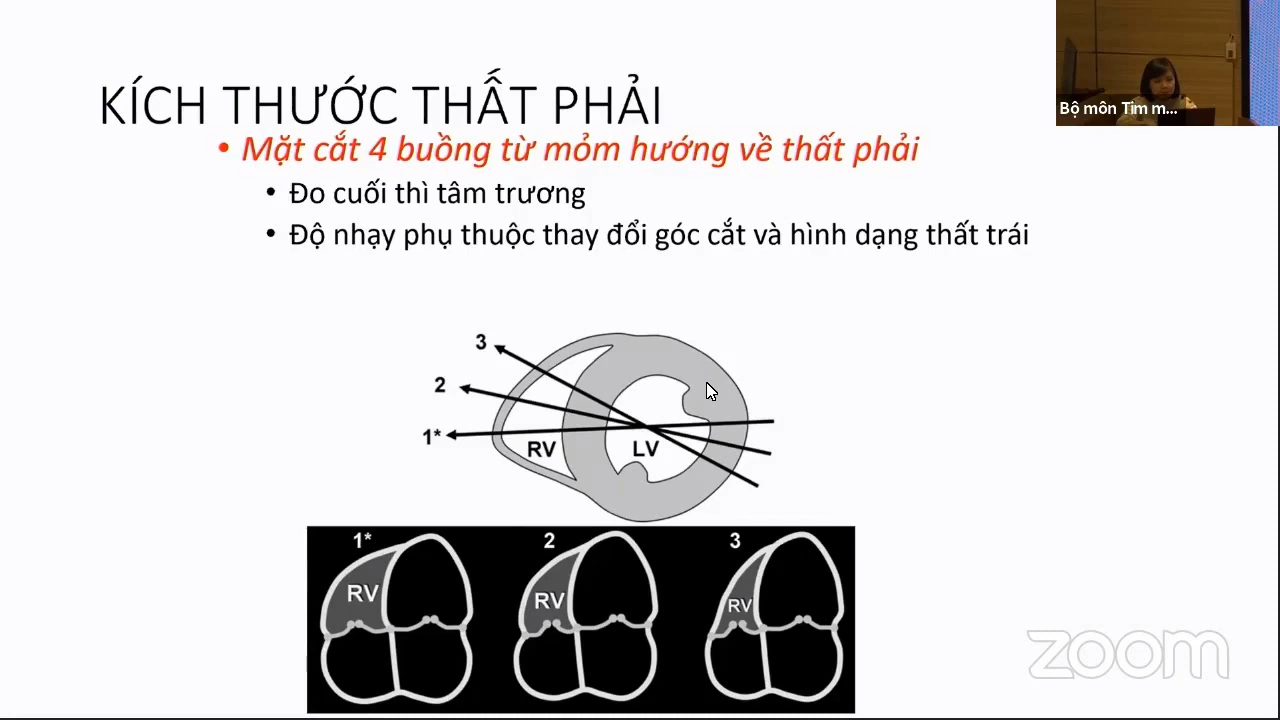 KÍCH THƯỚC THẤT PHẢI
Bộ môn Tim m...
• Mặt cắt 4 buồng từ mỏm hướng về thất phải
• Đo cuối thì tâm trương
• Độ nhạy phụ thuộc thay đổi góc cắt và hình dạng thất trái
3
2
1*
RV
LV
1*
2
3
RV
RV
RV
zoom